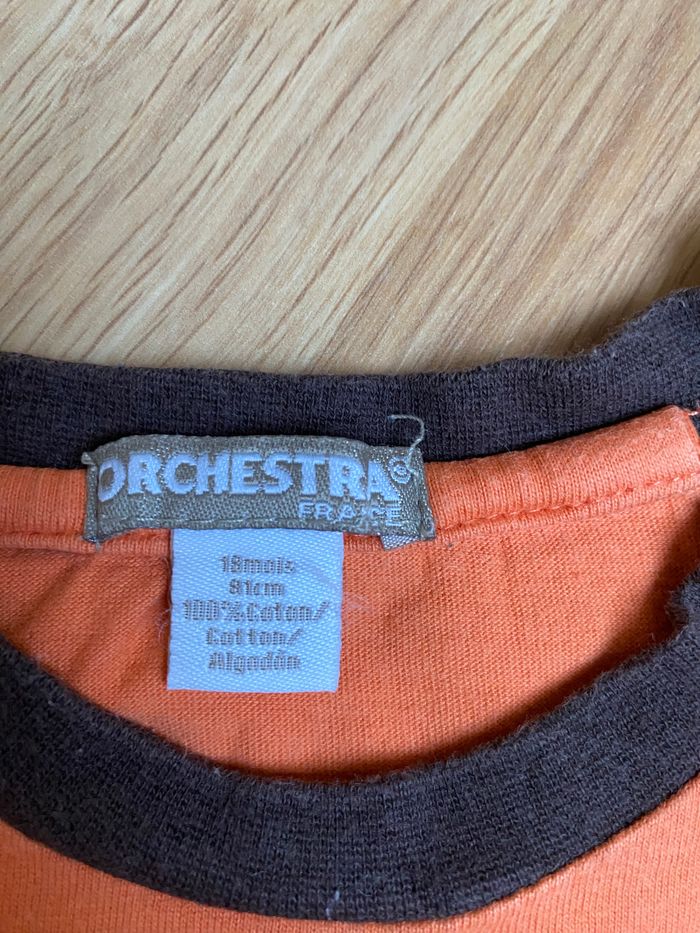 ORCHESTRA®
FRANCE
18mois
81cm
100%Coton/
Cotton/
Algodón